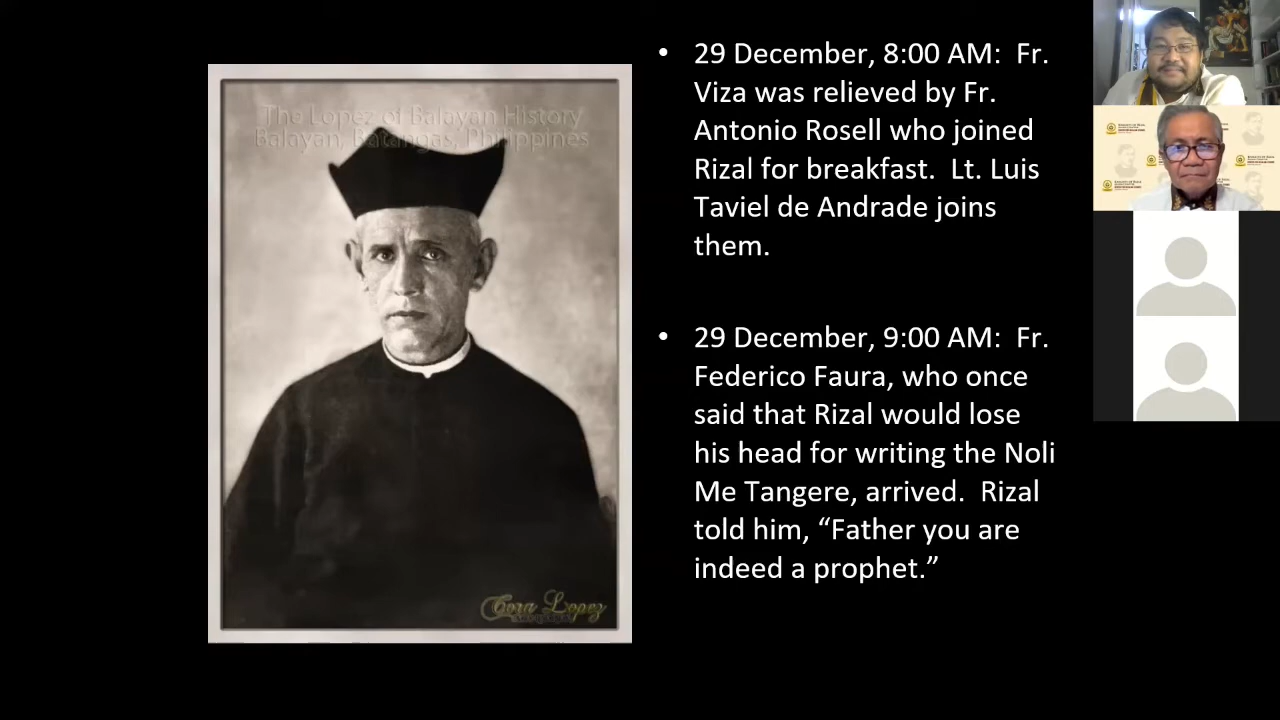 The Lopez of Balayan History
Balayan, Batangas, Philippines
Cora Lopez
• 29 December, 8:00 AM:  Fr.
Viza was relieved by Fr.
Antonio Rosell who joined
Rizal for breakfast.  Lt. Luis
Taviel de Andrade joins
them.
• 29 December, 9:00 AM:  Fr.
Federico Faura, who once
said that Rizal would lose
his head for writing the Noli
Me Tangere, arrived.  Rizal
told him, “Father you are
indeed a prophet.”